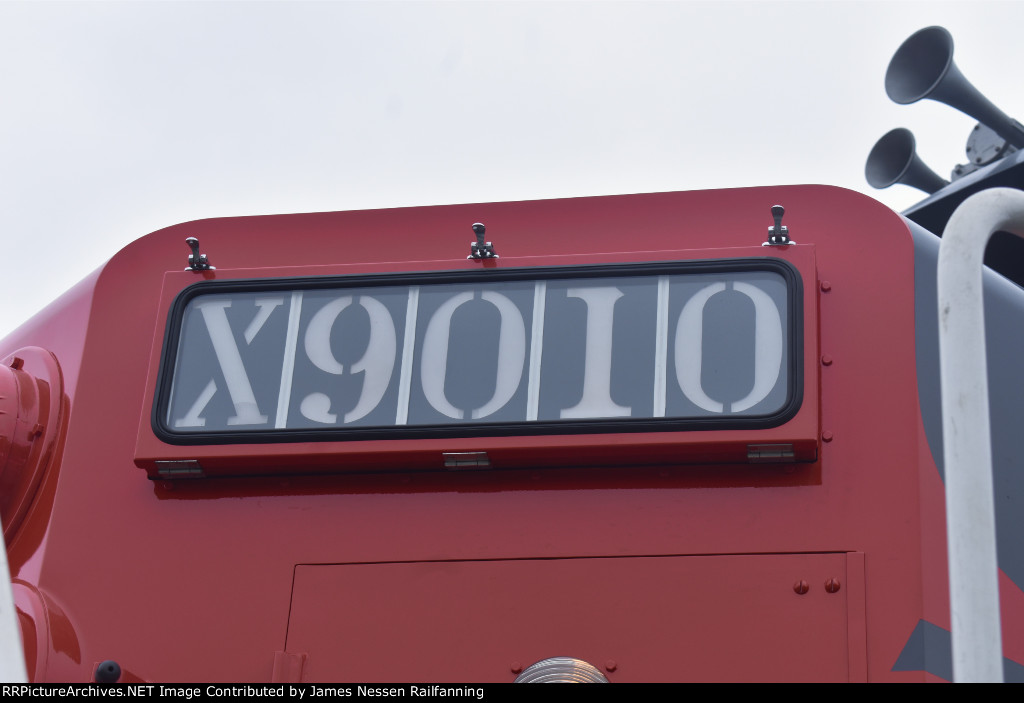 X9010
RRPictureArchives.NET Image Contributed by James Nessen Railfanning